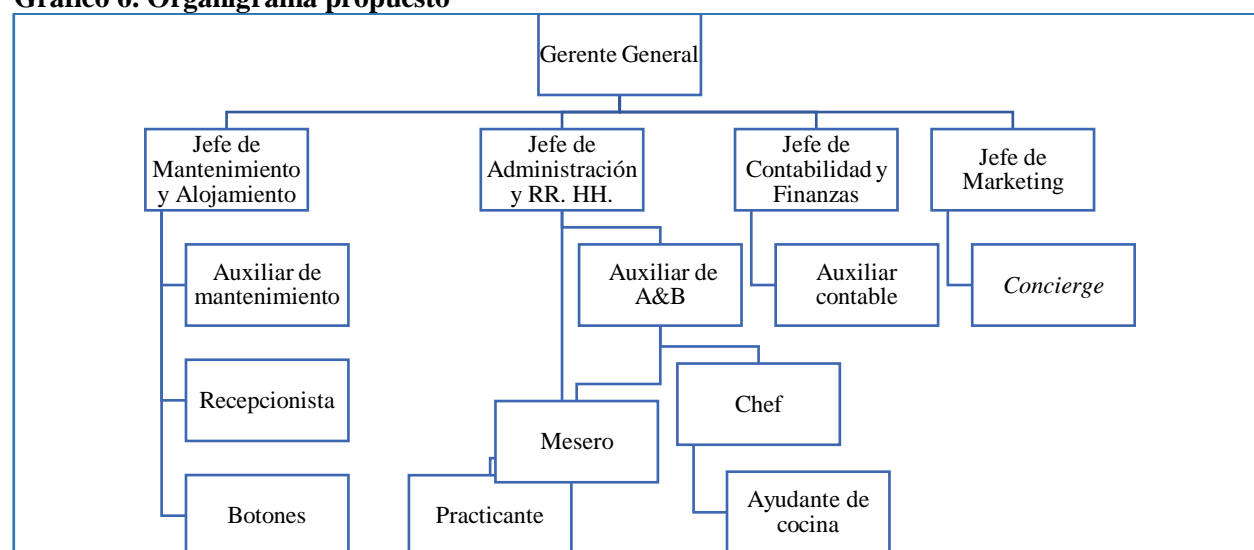 Gráfico 6. Organigrama propuesto
Gerente General
Jefe de
Mantenimiento
y Alojamiento
Jefe de
Administración
y RR. HH.
Jefe de
Contabilidad y
Finanzas
Jefe de
Marketing
Auxiliar de
mantenimiento
Auxiliar de
A&B
Auxiliar
contable
Concierge
Recepcionista
Mesero
Chef
Botones
Practicante
Ayudante de
cocina